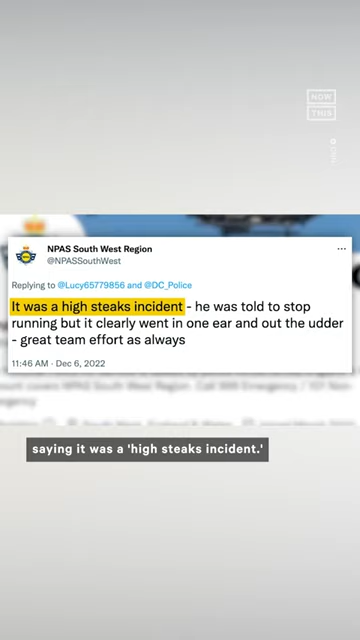 NOW
THIS
NPAS South West Region
@NPASSouthWest
Replying to @Lucy65779856 and @DC_Police
It was a high steaks incident - he was told to stop
running but it clearly went in one ear and out the udder
- great team effort as always
11:46 AM · Dec 6, 2022
saying it was a 'high steaks incident.'